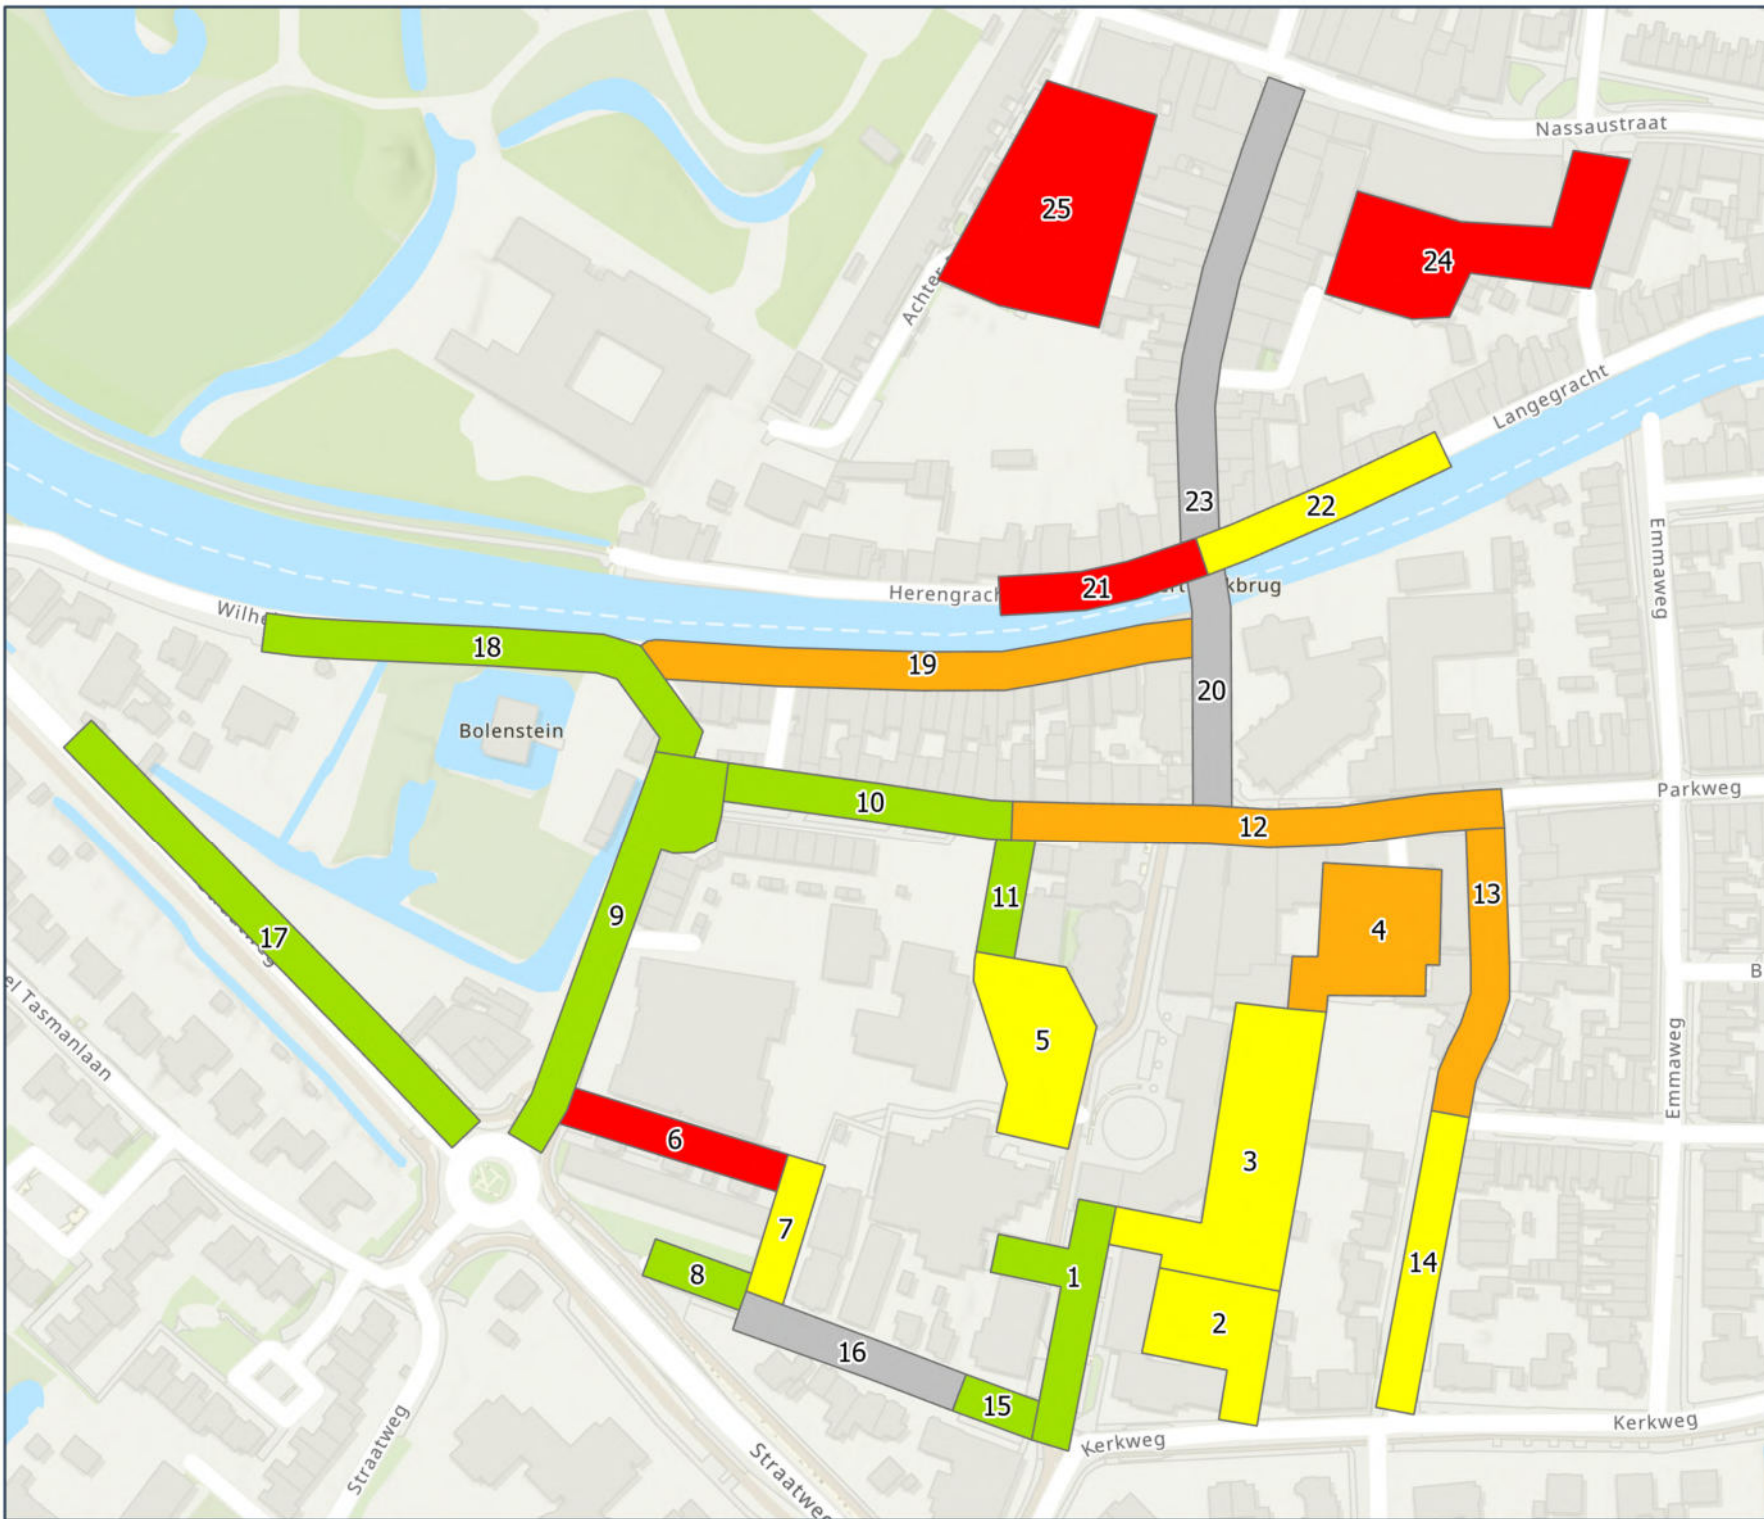 Nassaustraat
25
24
Achter
Langegracht
23
22
Emmaweg
Herengrach
21
kbrug
Wilhe
18
19
20
Bolenstein
Parkweg
10
12
11
13
9
4
17
el Tasmanlaan
B
5
Emmaweg
6
3
7
14
8
1
2
16
15
Straatweg
Kerkweg
Kerkweg
Straatweg